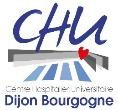 CHU
Centre Hospitalier Universitaire
Dijon Bourgogne